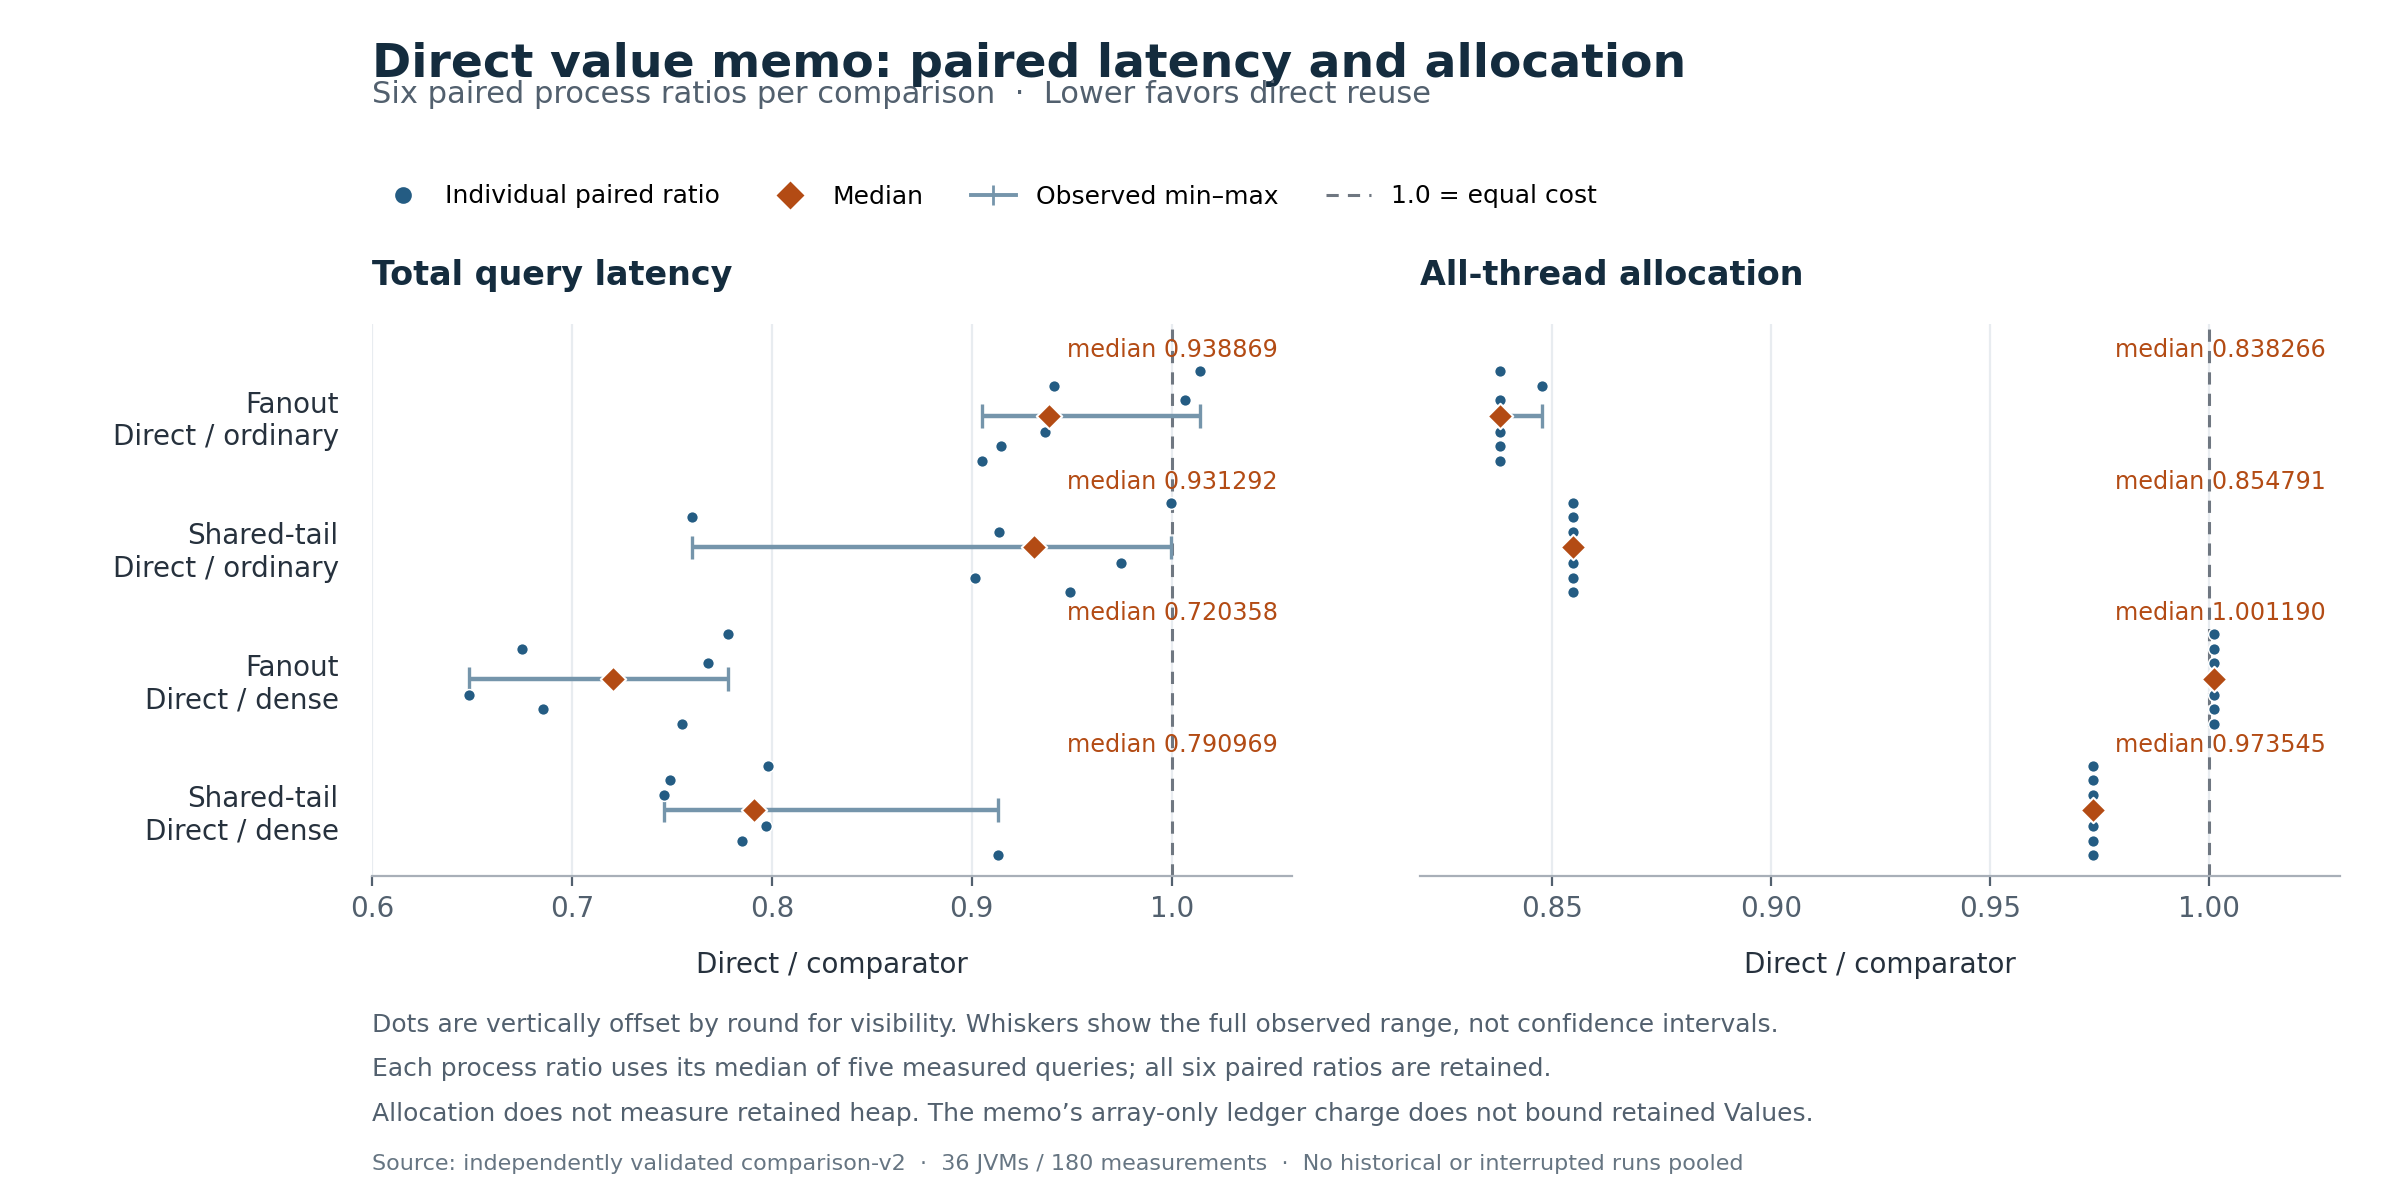 Direct value memo: paired latency and allocation
Six paired process ratios per comparison · Lower favors direct reuse
Individual paired ratio
Median
Observed min–max
1.0 = equal cost
Total query latency
All-thread allocation
median 0.938869
median 0.838266
Fanout
Direct / ordinary
median 0.931292
median 0.854791
Shared-tail
Direct / ordinary
median 0.720358
median 1.001190
Fanout
Direct / dense
median 0.790969
median 0.973545
Shared-tail
Direct / dense
0.6 0.7 0.8 0.9 1.0
0.85 0.90 0.95 1.00
Direct / comparator
Direct / comparator
Dots are vertically offset by round for visibility. Whiskers show the full observed range, not confidence intervals.
Each process ratio uses its median of five measured queries; all six paired ratios are retained.
Allocation does not measure retained heap. The memo’s array-only ledger charge does not bound retained Values.
Source: independently validated comparison-v2 · 36 JVMs / 180 measurements · No historical or interrupted runs pooled